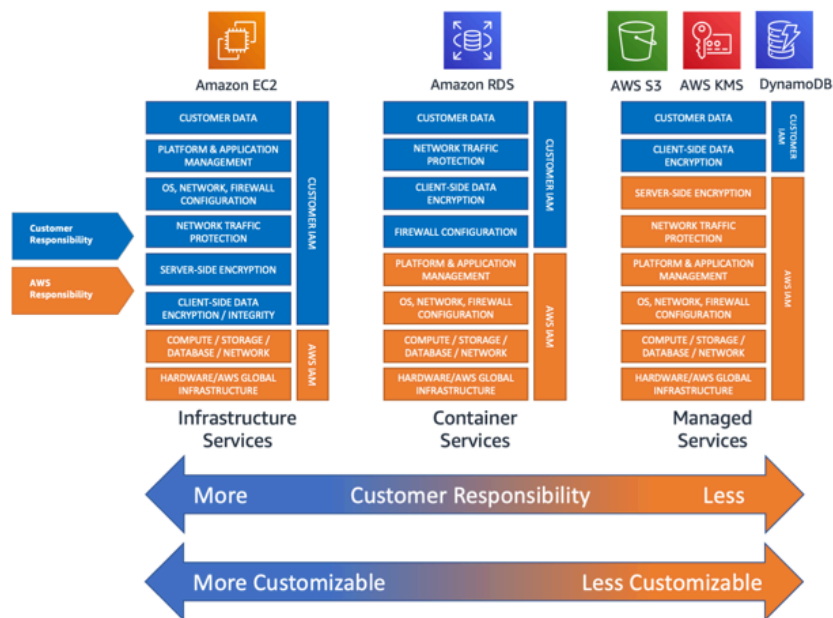 Amazon EC2
CUSTOMER DATA
PLATFORM & APPLICATION
MANAGEMENT
OS, NETWORK, FIREWALL
CONFIGURATION
NETWORK TRAFFIC
PROTECTION
SERVER-SIDE ENCRYPTION
CLIENT-SIDE DATA
ENCRYPTION / INTEGRITY
COMPUTE / STORAGE /
DATABASE / NETWORK
HARDWARE/AWS GLOBAL
INFRASTRUCTURE
CUSTOMER IAM
AWS IAM
Infrastructure
Services
Customer
Responsibility
AWS
Responsibility
Amazon RDS
CUSTOMER DATA
NETWORK TRAFFIC
PROTECTION
CLIENT-SIDE DATA
ENCRYPTION
FIREWALL CONFIGURATION
PLATFORM & APPLICATION
MANAGEMENT
OS, NETWORK, FIREWALL
CONFIGURATION
COMPUTE / STORAGE /
DATABASE / NETWORK
HARDWARE/AWS GLOBAL
INFRASTRUCTURE
CUSTOMER IAM
AWS IAM
Container
Services
AWS S3
AWS KMS
DynamoDB
CUSTOMER DATA
CLIENT-SIDE DATA
ENCRYPTION
SERVER-SIDE ENCRYPTION
NETWORK TRAFFIC
PROTECTION
PLATFORM & APPLICATION
MANAGEMENT
OS, NETWORK, FIREWALL
CONFIGURATION
COMPUTE / STORAGE /
DATABASE / NETWORK
HARDWARE/AWS GLOBAL
INFRASTRUCTURE
CUSTOMER
IAM
AWS IAM
Managed
Services
More Customer Responsibility Less
More Customizable Less Customizable